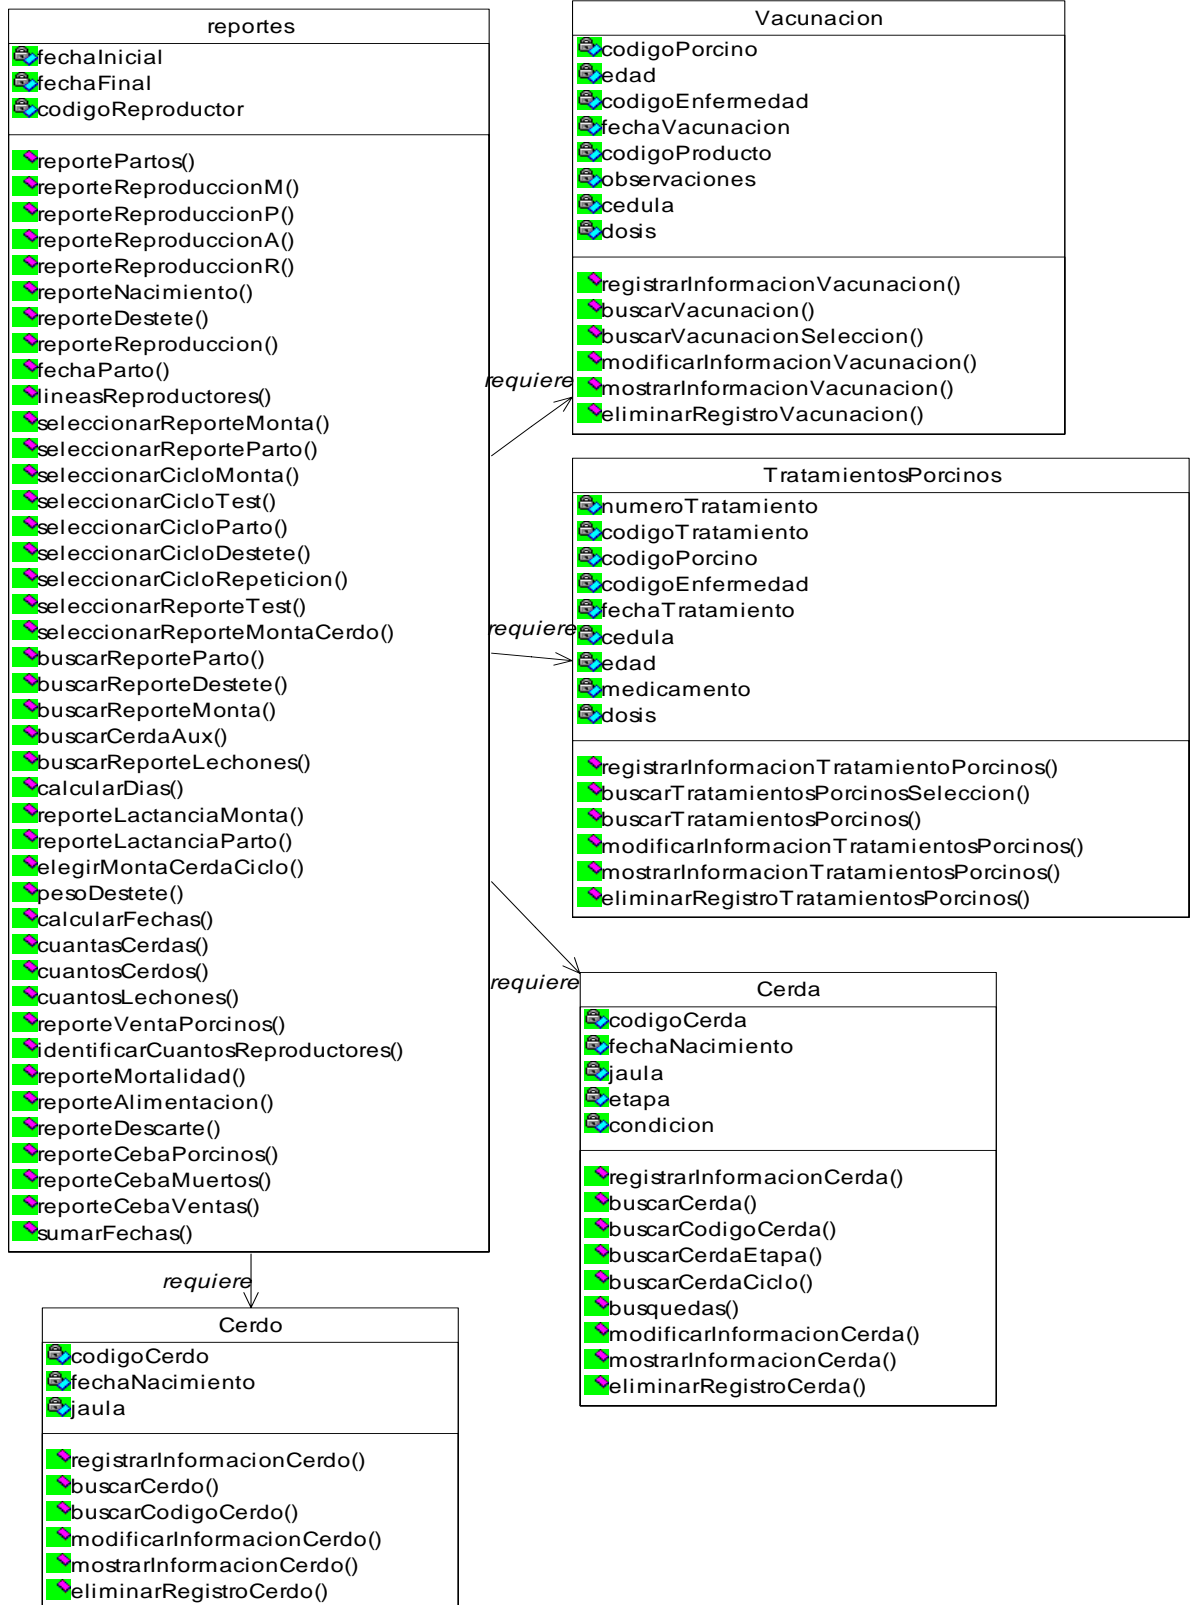 reportes
fechaInicial
fechaFinal
codigoReproductor
reportePartos()
reporteReproduccionM()
reporteReproduccionP()
reporteReproduccionA()
reporteReproduccionR()
reporteNacimiento()
reporteDestete()
reporteReproduccion()
fechaParto()
lineasReproductores()
seleccionarReporteMonta()
seleccionarReporteParto()
seleccionarCicloMonta()
seleccionarCicloTest()
seleccionarCicloParto()
seleccionarCicloDestete()
seleccionarCicloRepeticion()
seleccionarReporteTest()
seleccionarReporteMontaCerdo()
buscarReporteParto()
buscarReporteDestete()
buscarReporteMonta()
buscarCerdaAux()
buscarReporteLechones()
calcularDias()
reporteLactanciaMonta()
reporteLactanciaParto()
elegirMontaCerdaCiclo()
pesoDestete()
calcularFechas()
cuantasCerdas()
cuantosCerdos()
cuantosLechones()
reporteVentaPorcinos()
identificarCuantosReproductores()
reporteMortalidad()
reporteAlimentacion()
reporteDescarte()
reporteCebaPorcinos()
reporteCebaMuertos()
reporteCebaVentas()
sumarFechas()
requiere
Vacunacion
codigoPorcino
edad
codigoEnfermedad
fechaVacunacion
codigoProducto
observaciones
cedula
dosis
registrarInformacionVacunacion()
buscarVacunacion()
buscarVacunacionSeleccion()
modificarInformacionVacunacion()
mostrarInformacionVacunacion()
eliminarRegistroVacunacion()
requiere
TratamientosPorcinos
numeroTratamiento
codigoTratamiento
codigoPorcino
codigoEnfermedad
fechaTratamiento
cedula
edad
medicamento
dosis
registrarInformacionTratamientoPorcinos()
buscarTratamientosPorcinosSeleccion()
buscarTratamientosPorcinos()
modificarInformacionTratamientosPorcinos()
mostrarInformacionTratamientosPorcinos()
eliminarRegistroTratamientosPorcinos()
requiere
Cerda
codigoCerda
fechaNacimiento
jaula
etapa
condicion
registrarInformacionCerda()
buscarCerda()
buscarCodigoCerda()
buscarCerdaEtapa()
buscarCerdaCiclo()
busquedas()
modificarInformacionCerda()
mostrarInformacionCerda()
eliminarRegistroCerda()
requiere
Cerdo
codigoCerdo
fechaNacimiento
jaula
registrarInformacionCerdo()
buscarCerdo()
buscarCodigoCerdo()
modificarInformacionCerdo()
mostrarInformacionCerdo()
eliminarRegistroCerdo()